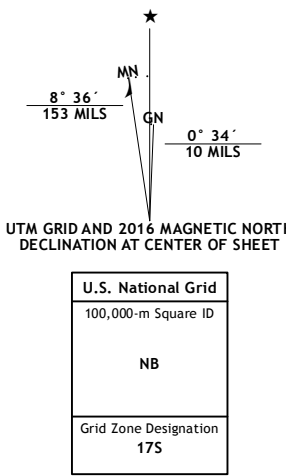 MN
GN
8° 36´
153 MILS
0° 34´
10 MILS
UTM GRID AND 2016 MAGNETIC NORTH
DECLINATION AT CENTER OF SHEET
U.S. National Grid
100,000-m Square ID
NB
Grid Zone Designation
17S